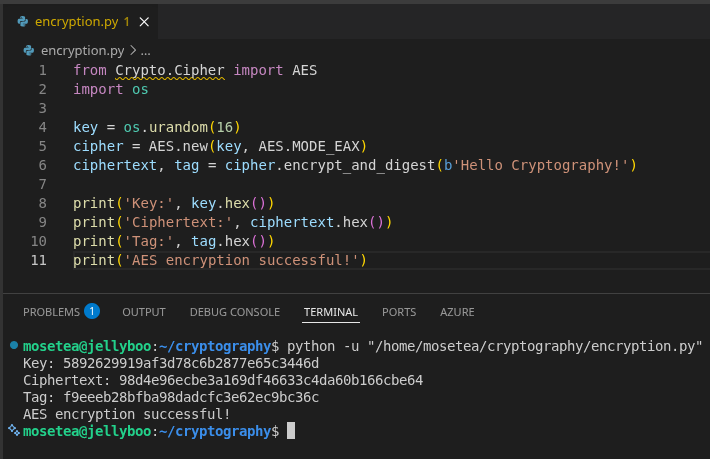 encryption.py 1
encryption.py > ...
1 from Crypto.Cipher import AES
2 import os
3
4 key = os.urandom(16)
5 cipher = AES.new(key, AES.MODE_EAX)
6 ciphertext, tag = cipher.encrypt_and_digest(b'Hello Cryptography!')
7
8 print('Key:', key.hex())
9 print('Ciphertext:', ciphertext.hex())
10 print('Tag:', tag.hex())
11 print('AES encryption successful!')
PROBLEMS 1 OUTPUT DEBUG CONSOLE TERMINAL PORTS AZURE
mosetea@jellyboo:~/cryptography$ python -u "/home/mosetea/cryptography/encryption.py"
Key: 5892629919af3d78c6b2877e65c3446d
Ciphertext: 98d4e96ecbe3a169df46633c4da60b166cbe64
Tag: f9eeeb28bfba98dadcfc3e62ec9bc36c
AES encryption successful!
mosetea@jellyboo:~/cryptography$